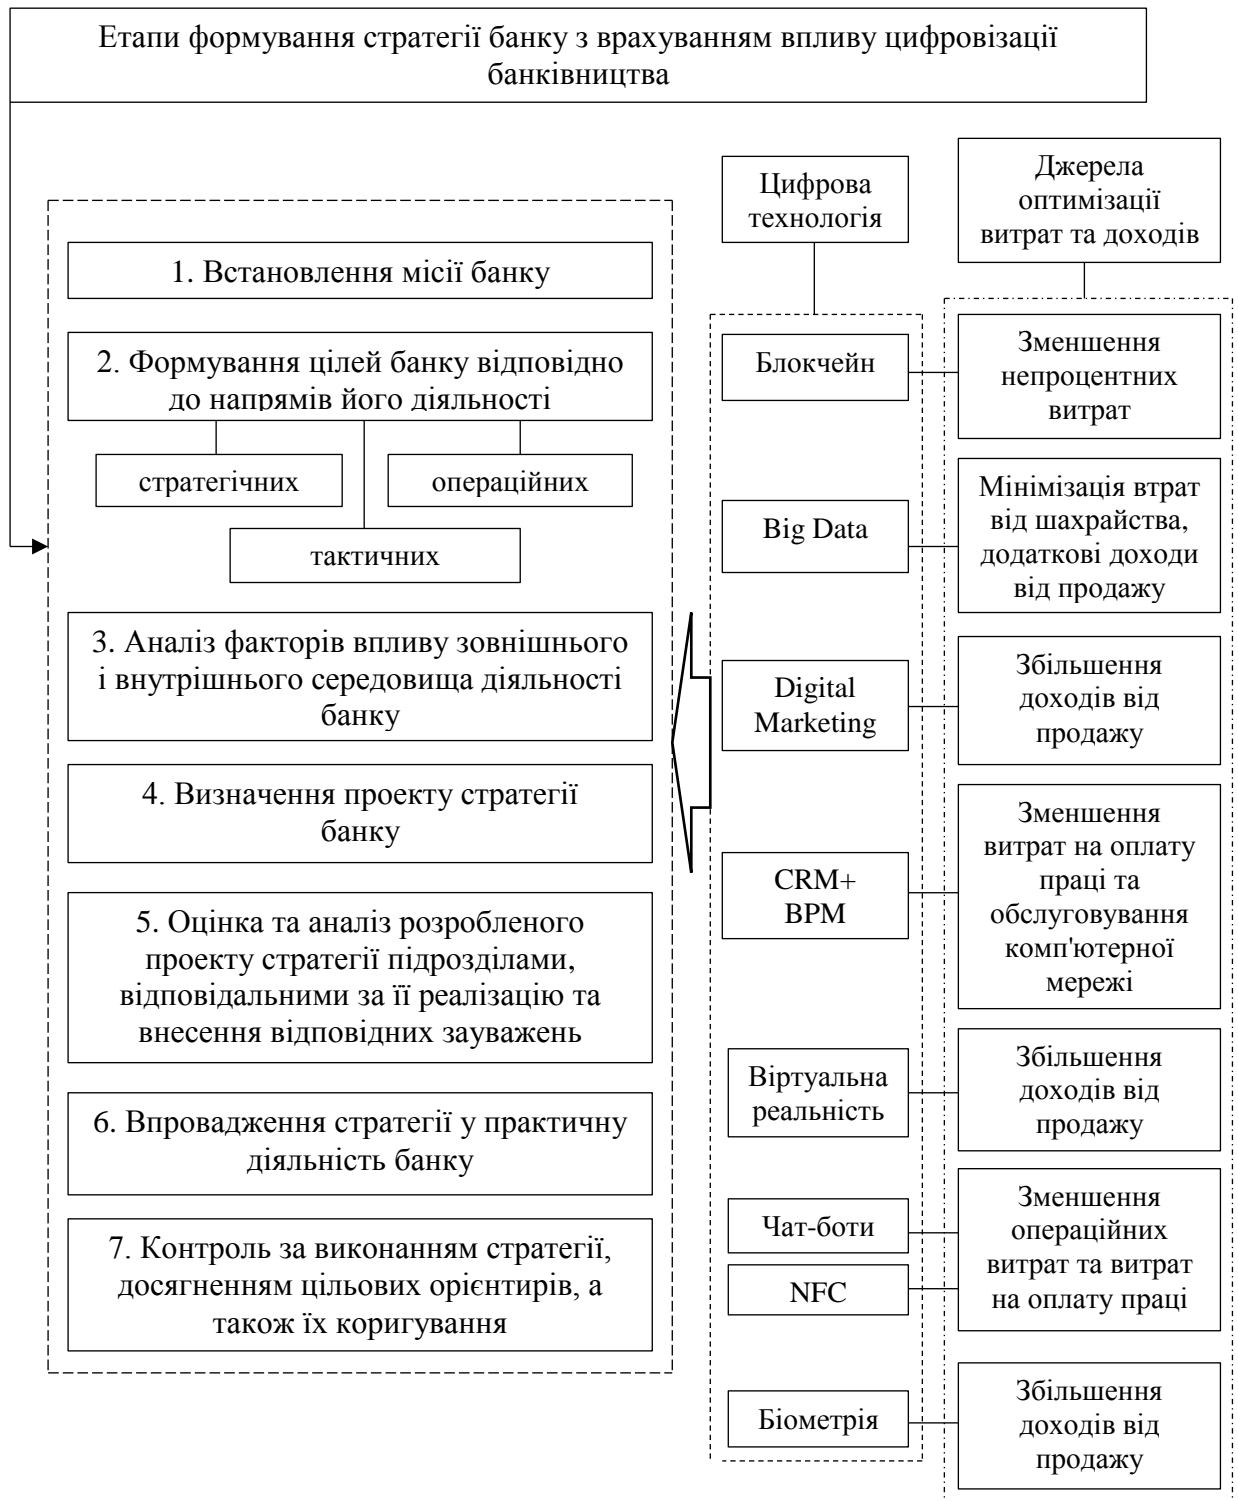 Етапи формування стратегії банку з врахуванням впливу цифровізації
банківництва
1. Встановлення місії банку
2. Формування цілей банку відповідно
до напрямів його діяльності
стратегічних
операційних
тактичних
3. Аналіз факторів впливу зовнішнього
і внутрішнього середовища діяльності
банку
4. Визначення проекту стратегії
банку
5. Оцінка та аналіз розробленого
проекту стратегії підрозділами,
відповідальними за її реалізацію та
внесення відповідних зауважень
6. Впровадження стратегії у практичну
діяльність банку
7. Контроль за виконанням стратегії,
досягненням цільових орієнтирів, а
також їх коригування
Цифрова
технологія
Блокчейн
Big Data
Digital
Marketing
CRM+
BPM
Віртуальна
реальність
Чат-боти
NFC
Біометрія
Джерела
оптимізації
витрат та доходів
Зменшення
непроцентних
витрат
Мінімізація втрат
від шахрайства,
додаткові доходи
від продажу
Збільшення
доходів від
продажу
Зменшення
витрат на оплату
праці та
обслуговування
комп'ютерної
мережі
Збільшення
доходів від
продажу
Зменшення
операційних
витрат та витрат
на оплату праці
Збільшення
доходів від
продажу